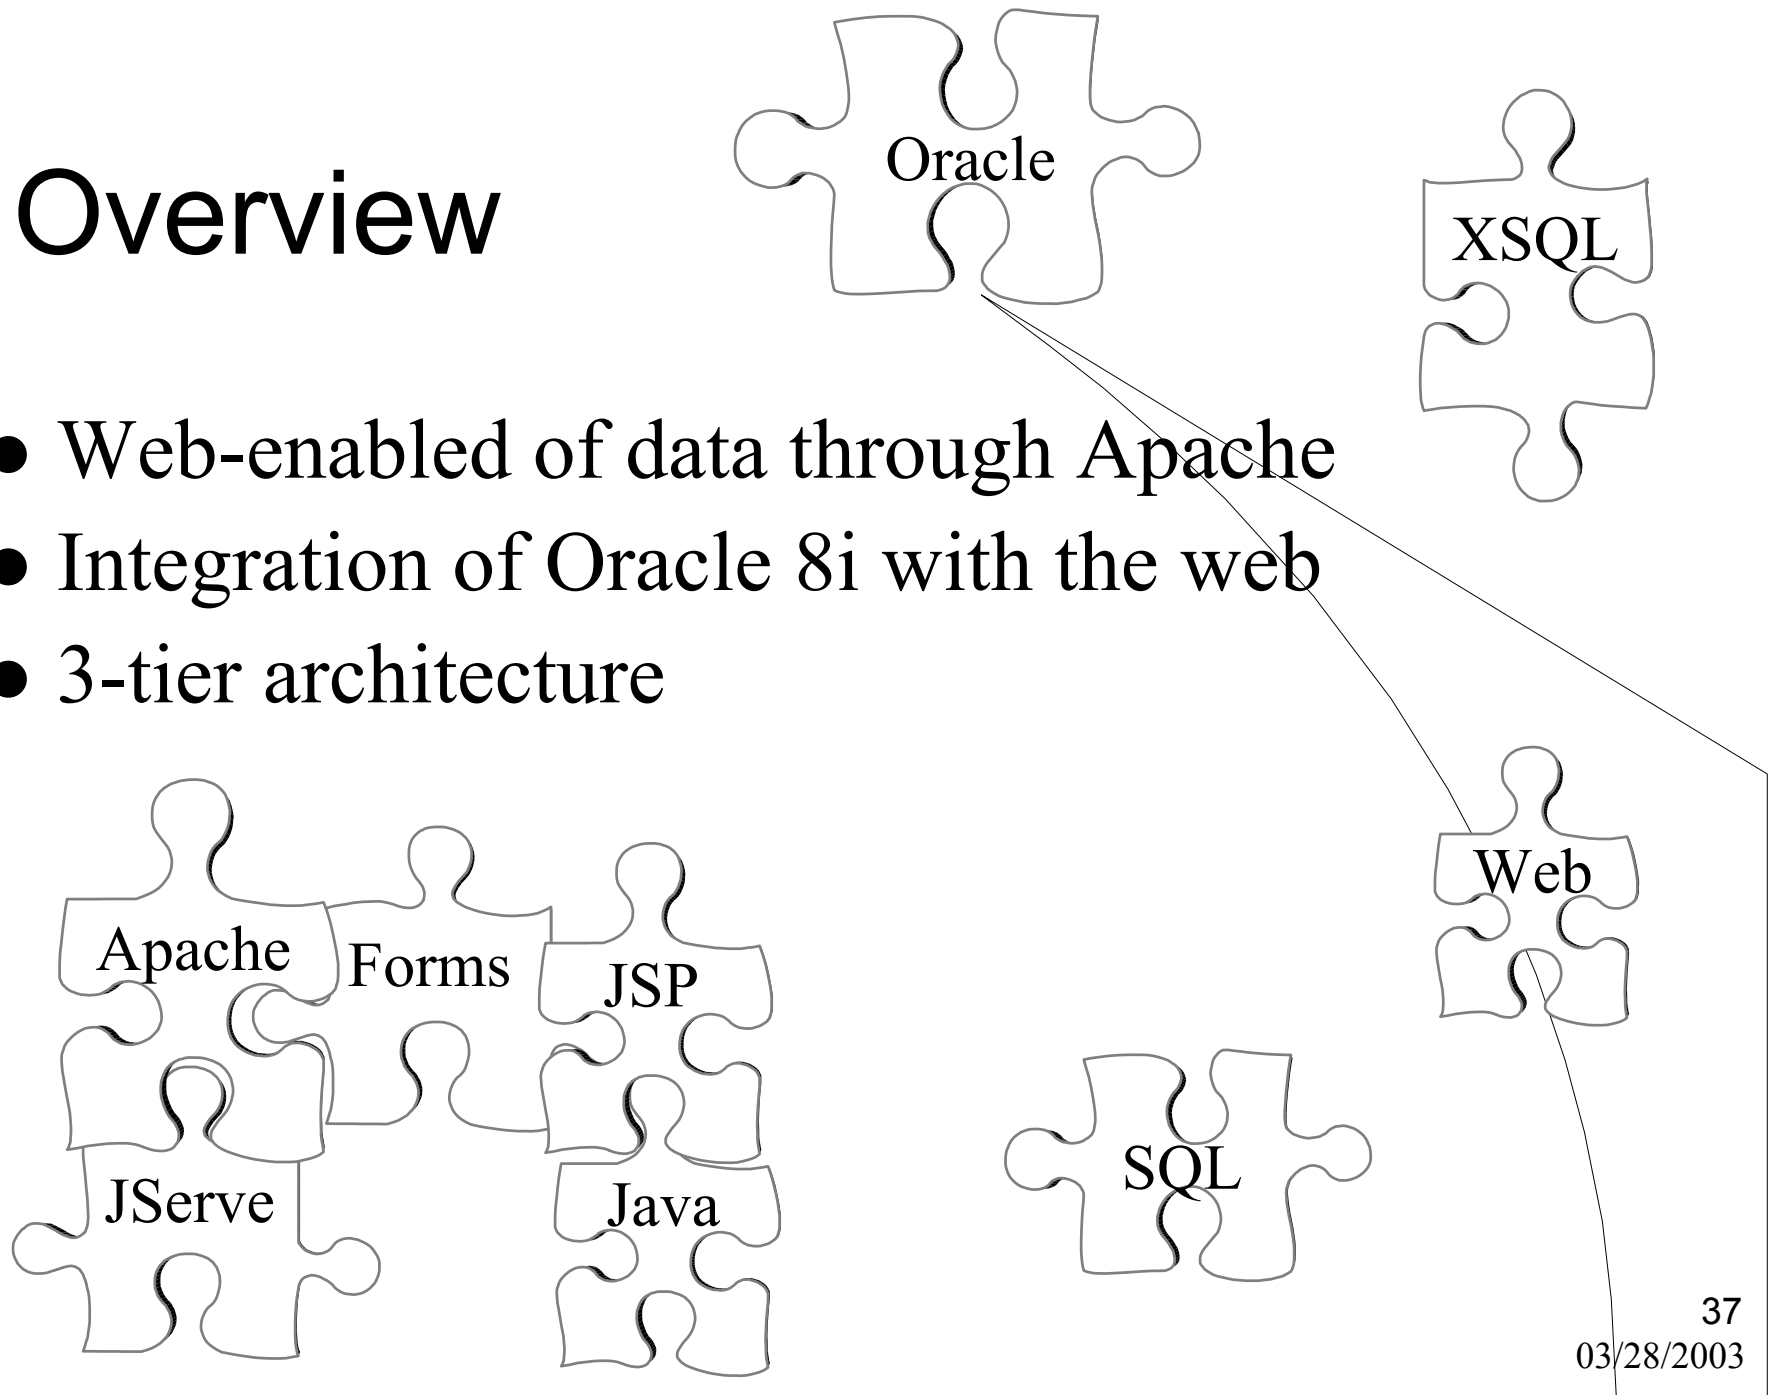 Oracle
Overview
XSQL
● Web-enabled of data through Apache
● Integration of Oracle 8i with the web
● 3-tier architecture
Web
Apache
Forms
JSP
SQL
JServe
Java
37
03/28/2003